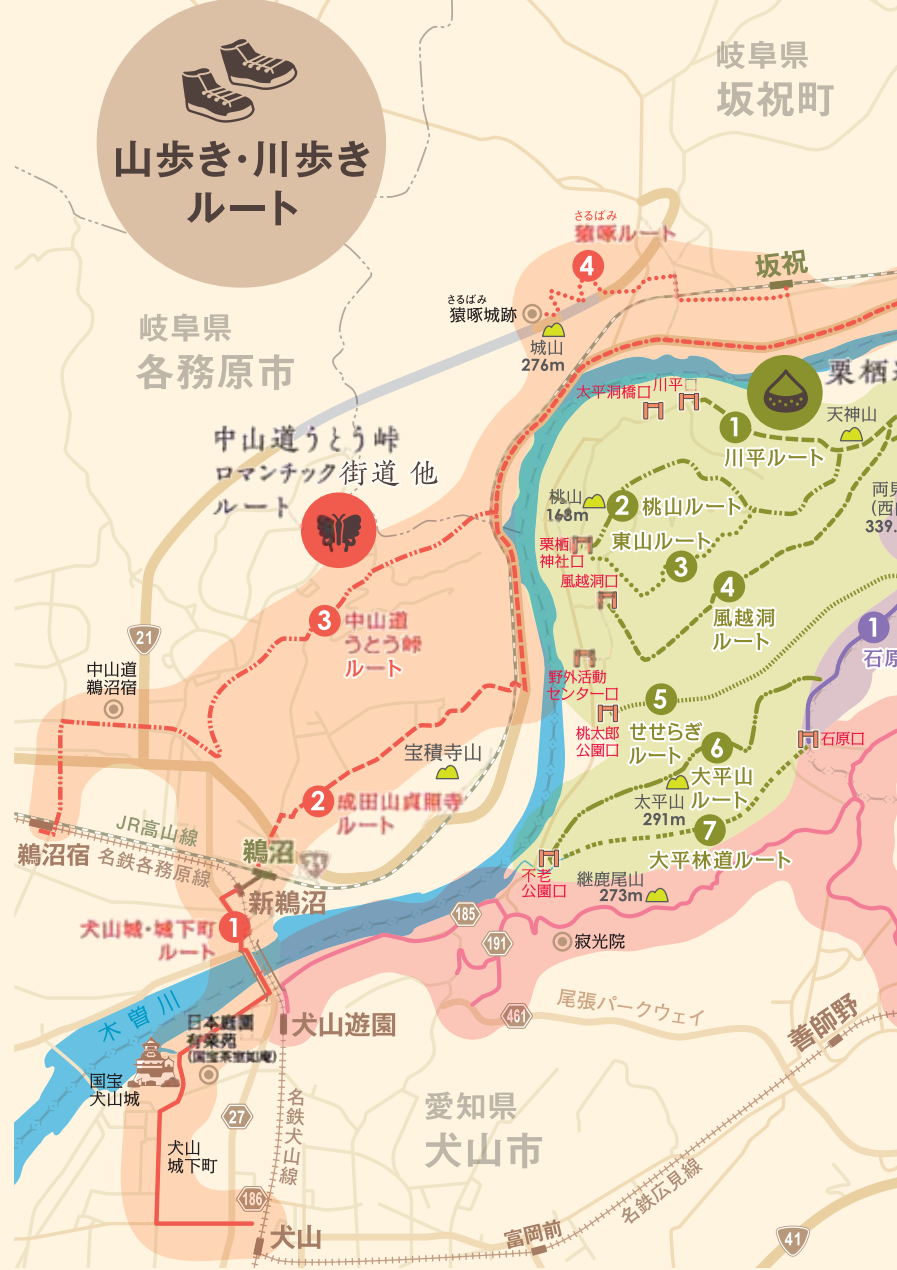 山歩き・川歩き
ルート
岐阜県
坂祝町
さるばみ
猿啄ルート
4
坂祝
さるばみ
猿啄城跡
城山
276m
岐阜県
各務原市
太平洞橋口
川平口
栗栖
天神山
1
川平ルート
中山道うとう峠
ロマンチック街道 他
ルート
桃山
168m
2
桃山ルート
東山ルート
3
栗栖
神社口
風越洞口
4
風越洞
ルート
両見
(西
339.
1
石原
3
中山道
うとう峠
ルート
21
中山道
鵜沼宿
野外活動
センター口
桃太郎
公園口
5
せせらぎ
ルート
6
大平山
ルート
石原口
宝積寺山
2
成田山貞照寺
ルート
太平山
291m
7
大平林道ルート
JR高山線
鵜沼宿
名鉄各務原線
鵜沼
新鵜沼
不老
公園口
継鹿尾山
273m
1
犬山城・城下町
ルート
185
191
寂光院
461
尾張パークウェイ
善師野
木曽川
日本庭園
有楽苑
(国宝茶室如庵)
犬山遊園
国宝
犬山城
27
名鉄犬山線
愛知県
犬山市
犬山
城下町
186
犬山
富岡前
名鉄広見線
41